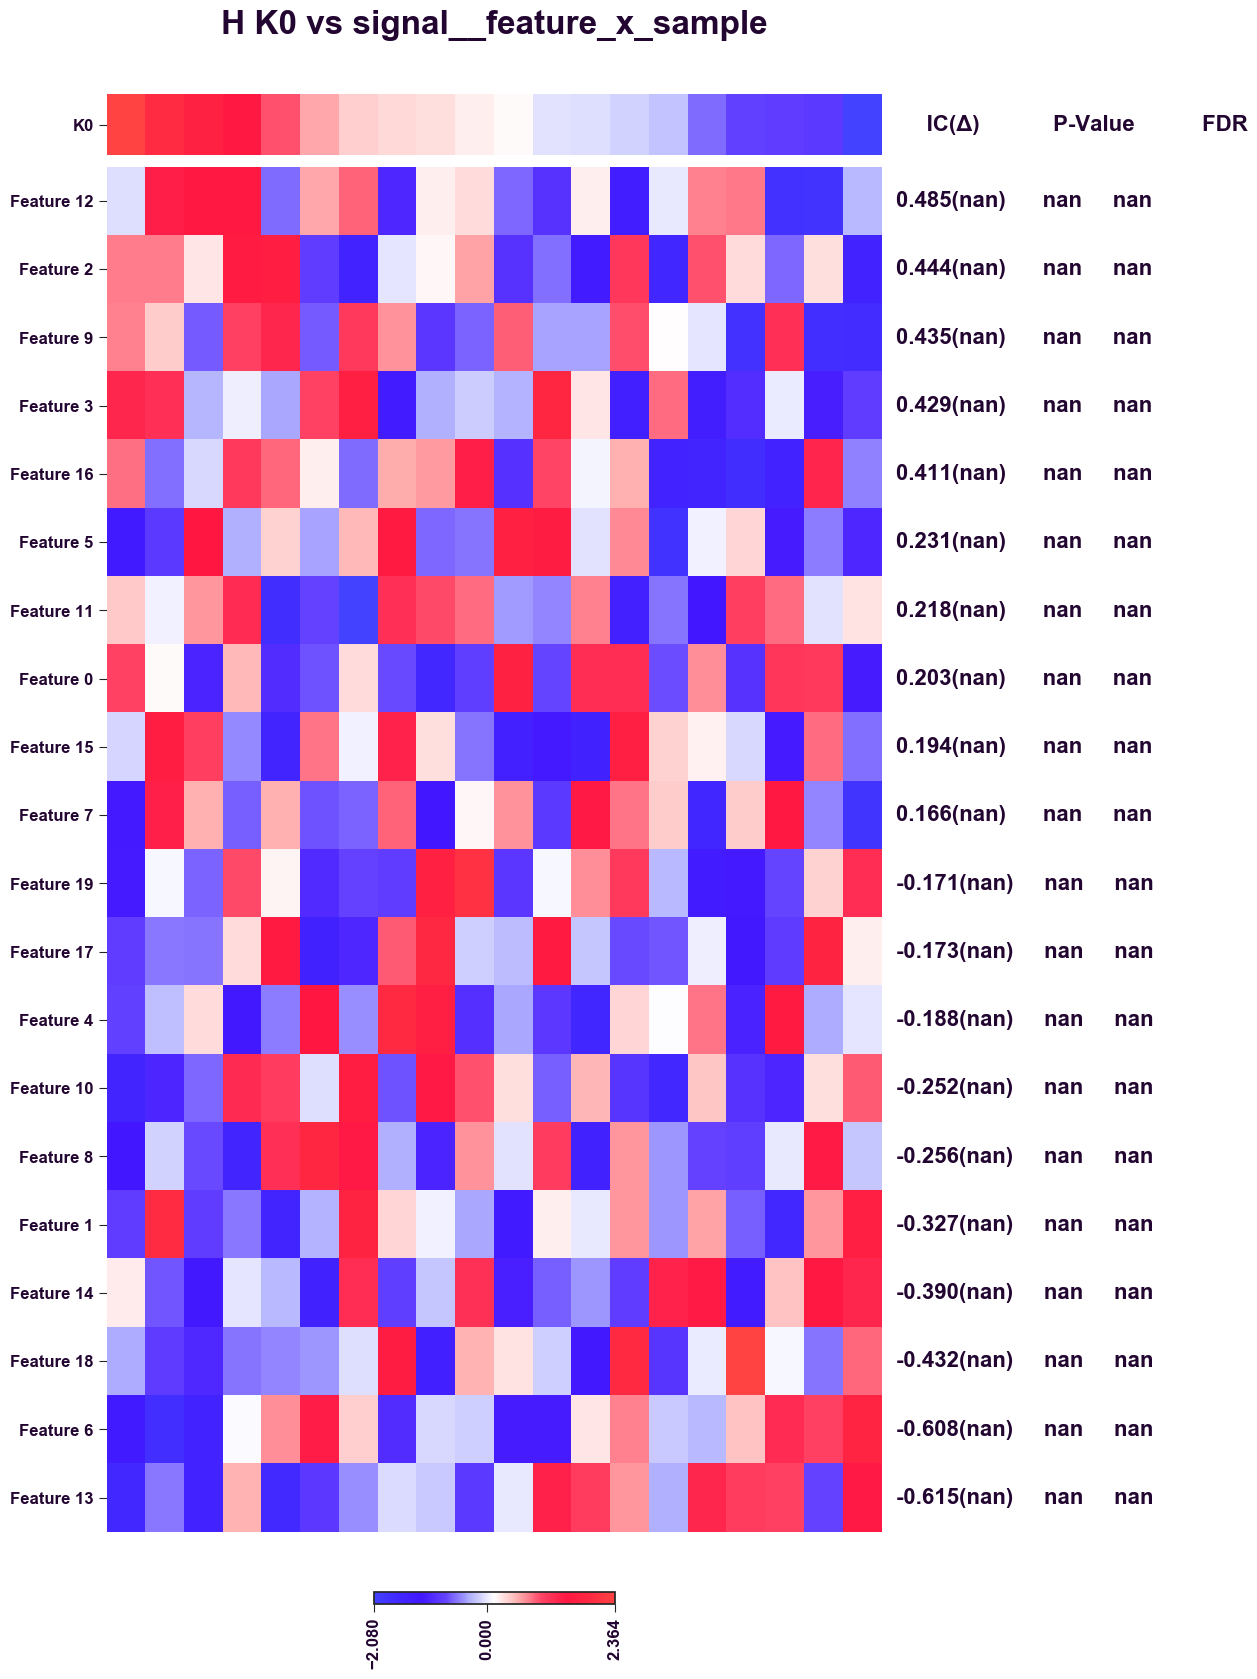 H K0 vs signal__feature_x_sample
K0 IC(Δ) P-Value FDR
Feature 12 0.485(nan) nan nan
Feature 2 0.444(nan) nan nan
Feature 9 0.435(nan) nan nan
Feature 3 0.429(nan) nan nan
Feature 16 0.411(nan) nan nan
Feature 5 0.231(nan) nan nan
Feature 11 0.218(nan) nan nan
Feature 0 0.203(nan) nan nan
Feature 15 0.194(nan) nan nan
Feature 7 0.166(nan) nan nan
Feature 19 -0.171(nan) nan nan
Feature 17 -0.173(nan) nan nan
Feature 4 -0.188(nan) nan nan
Feature 10 -0.252(nan) nan nan
Feature 8 -0.256(nan) nan nan
Feature 1 -0.327(nan) nan nan
Feature 14 -0.390(nan) nan nan
Feature 18 -0.432(nan) nan nan
Feature 6 -0.608(nan) nan nan
Feature 13 -0.615(nan) nan nan
−2.080 0.000 2.364